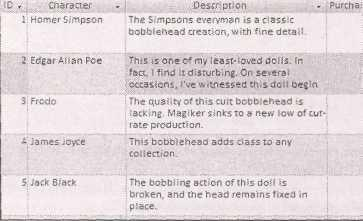 ID Character Description Purcha
1 Homer Simpson The Simpsons everyman is a classic
bobblehead creation, with fine detail.
2 Edgar Allan Poe This is one of my least-loved dolls. In
fact, I find it disturbing. On several
occasions, I've witnessed this doll begin
3 Frodo The quality of this cult bobblehead is
lacking. Magiker sinks to a new low of cut-
rate production.
4 James Joyce This bobblehead adds class to any
collection.
5 Jack Black The bobbling action of this doll is
broken, and the head remains fixed in
place.